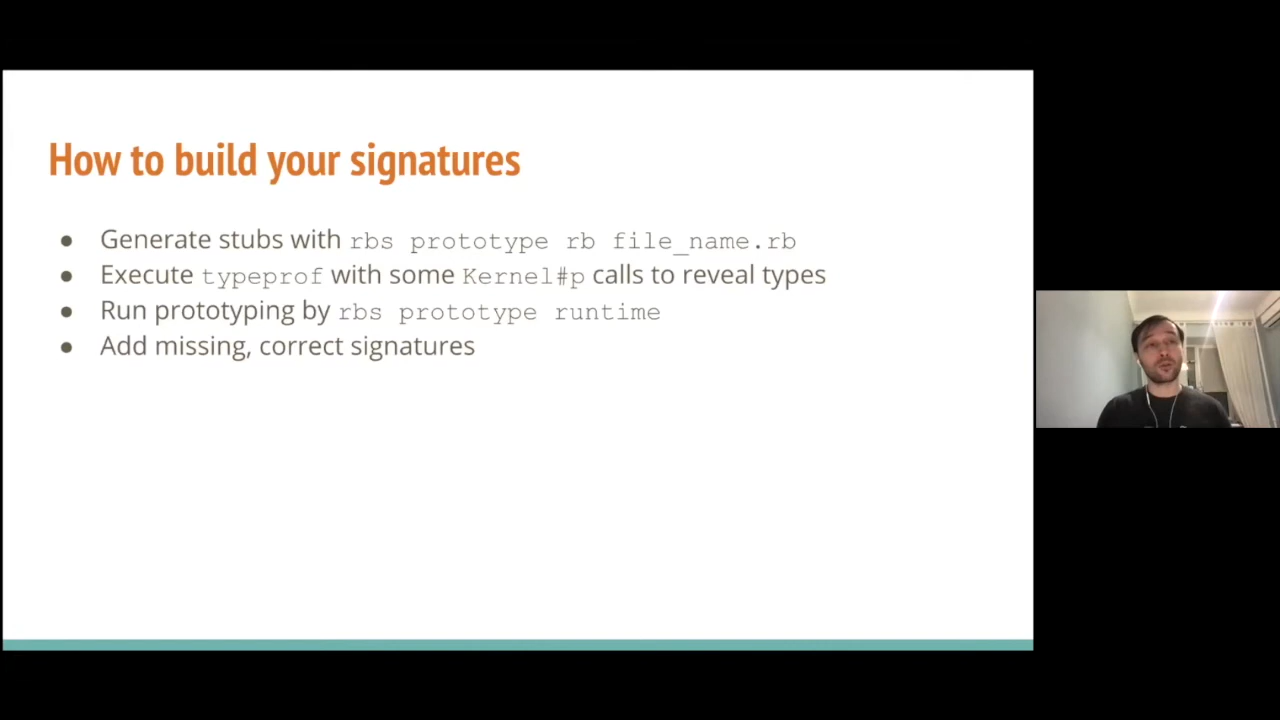 How to build your signatures
● Generate stubs with rbs prototype rb file_name.rb
● Execute typeprof with some Kernel#p calls to reveal types
● Run prototyping by rbs prototype runtime
● Add missing, correct signatures